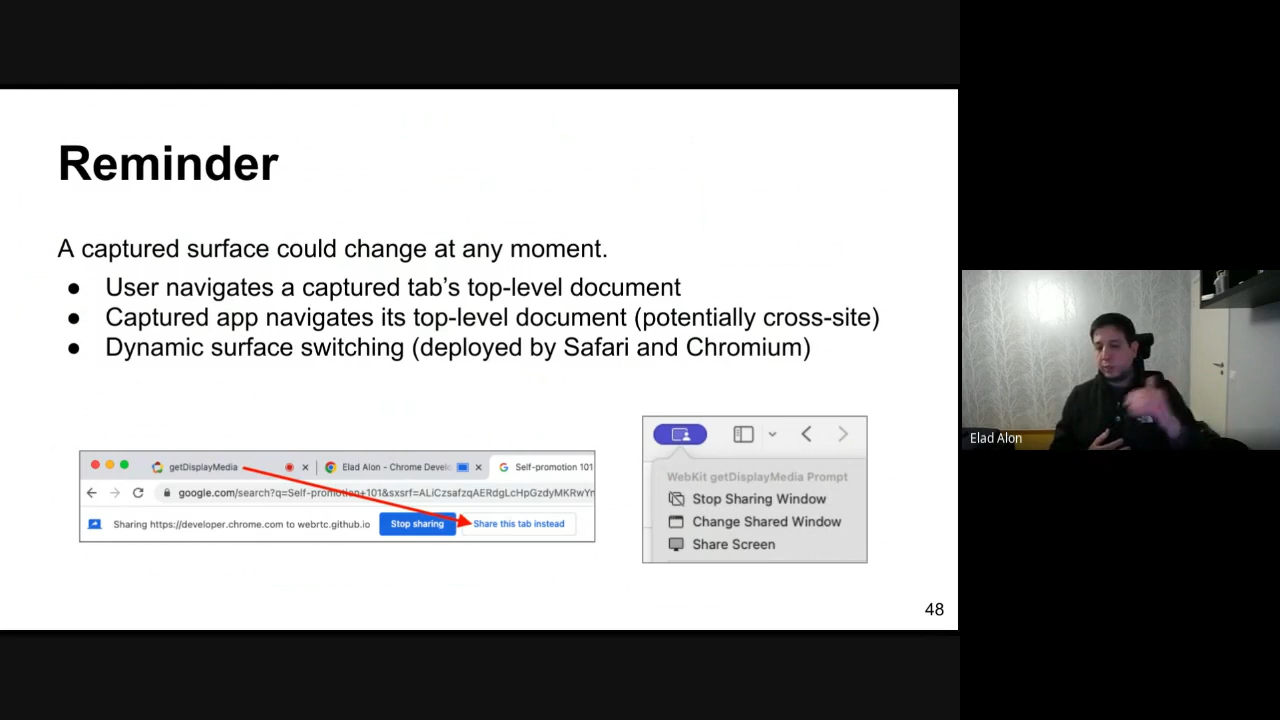 Reminder
A captured surface could change at any moment.
● User navigates a captured tab’s top-level document
● Captured app navigates its top-level document (potentially cross-site)
● Dynamic surface switching (deployed by Safari and Chromium)
getDisplayMedia
Elad Alon - Chrome Develo
Self-promotion 101
google.com/search?q=Self-promotion+101&sxsrf=
Sharing https://developer.chrome.com to webrtc.github.io
Stop sharing
Share this tab instead
WebKit getDisplayMedia Prompt
Stop Sharing Window
Change Shared Window
Share Screen
48
Elad Alon